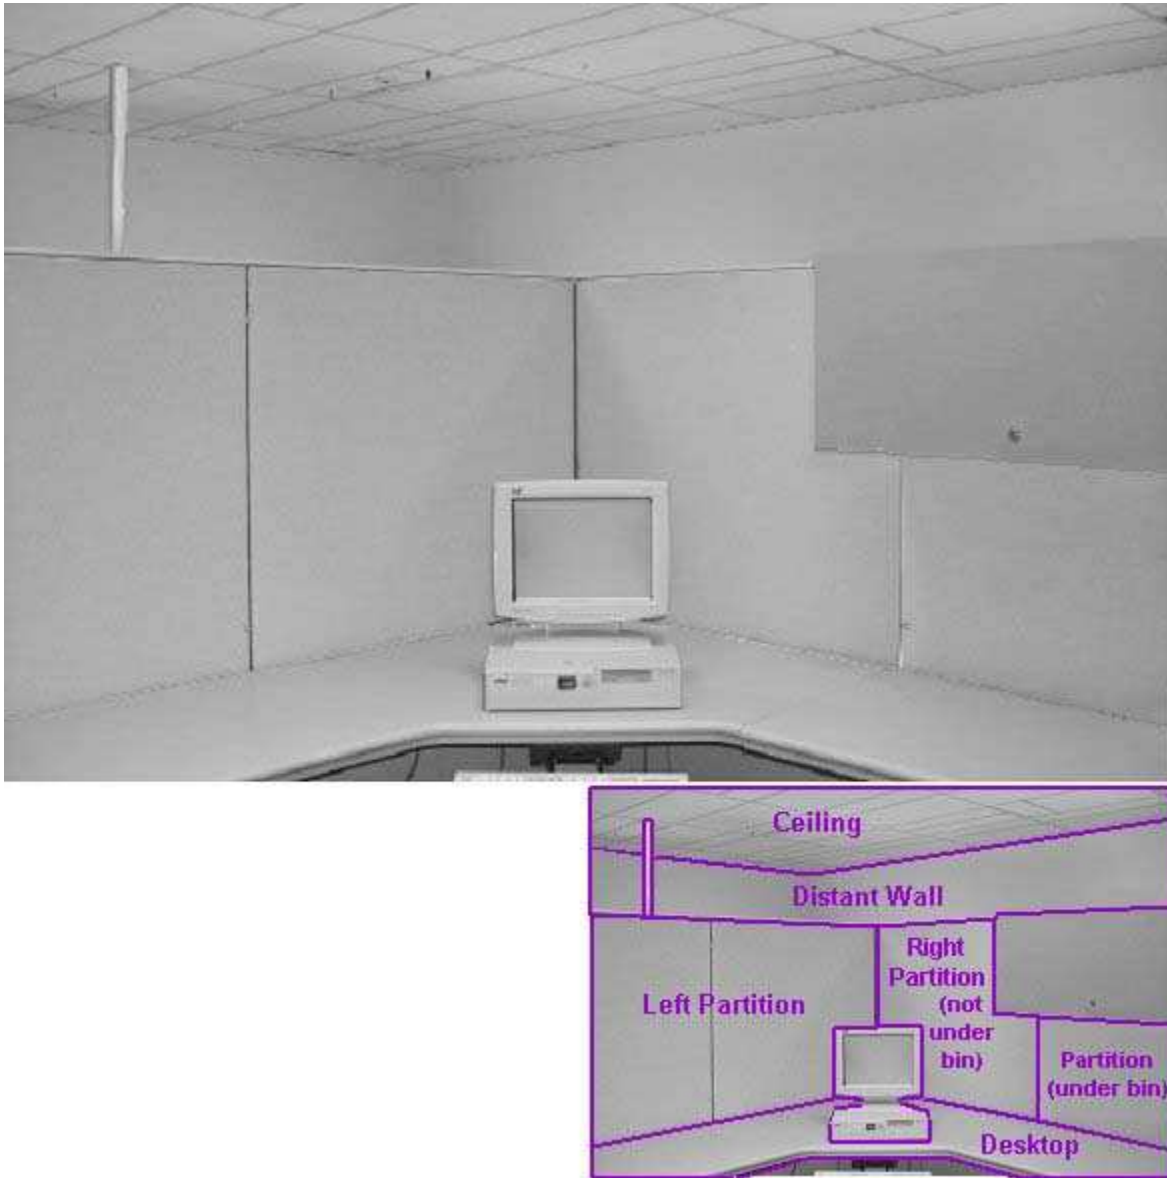 Ceiling
Distant Wall
Right
Partition
(not
under
bin)
Left Partition
Partition
(under bin)
Desktop